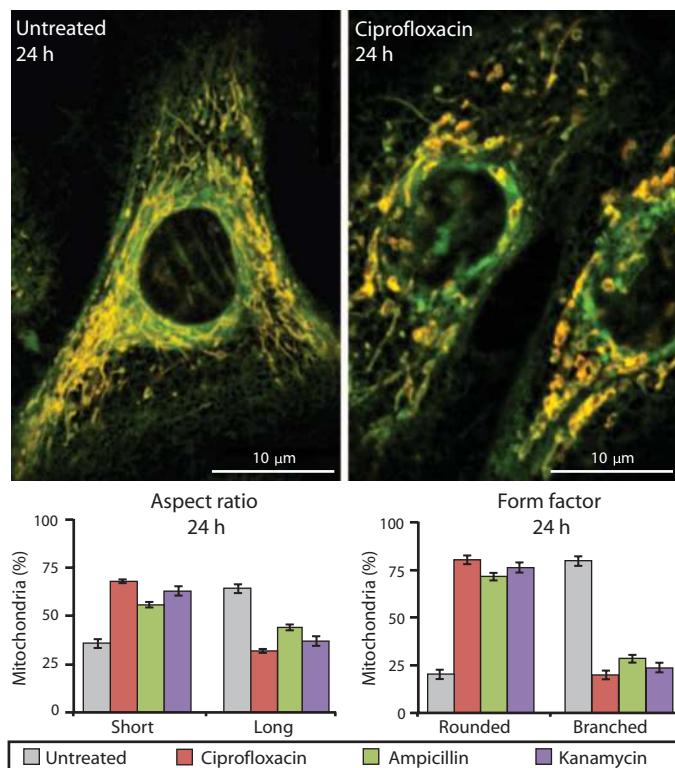 Untreated
24 h
Ciprofloxacin
24 h
10 μm
10 μm
Aspect ratio
24 h
Form factor
24 h
Mitochondria (%)
100
75
50
25
0
Short
Long
Mitochondria (%)
100
75
50
25
0
Rounded
Branched
Untreated
Ciprofloxacin
Ampicillin
Kanamycin